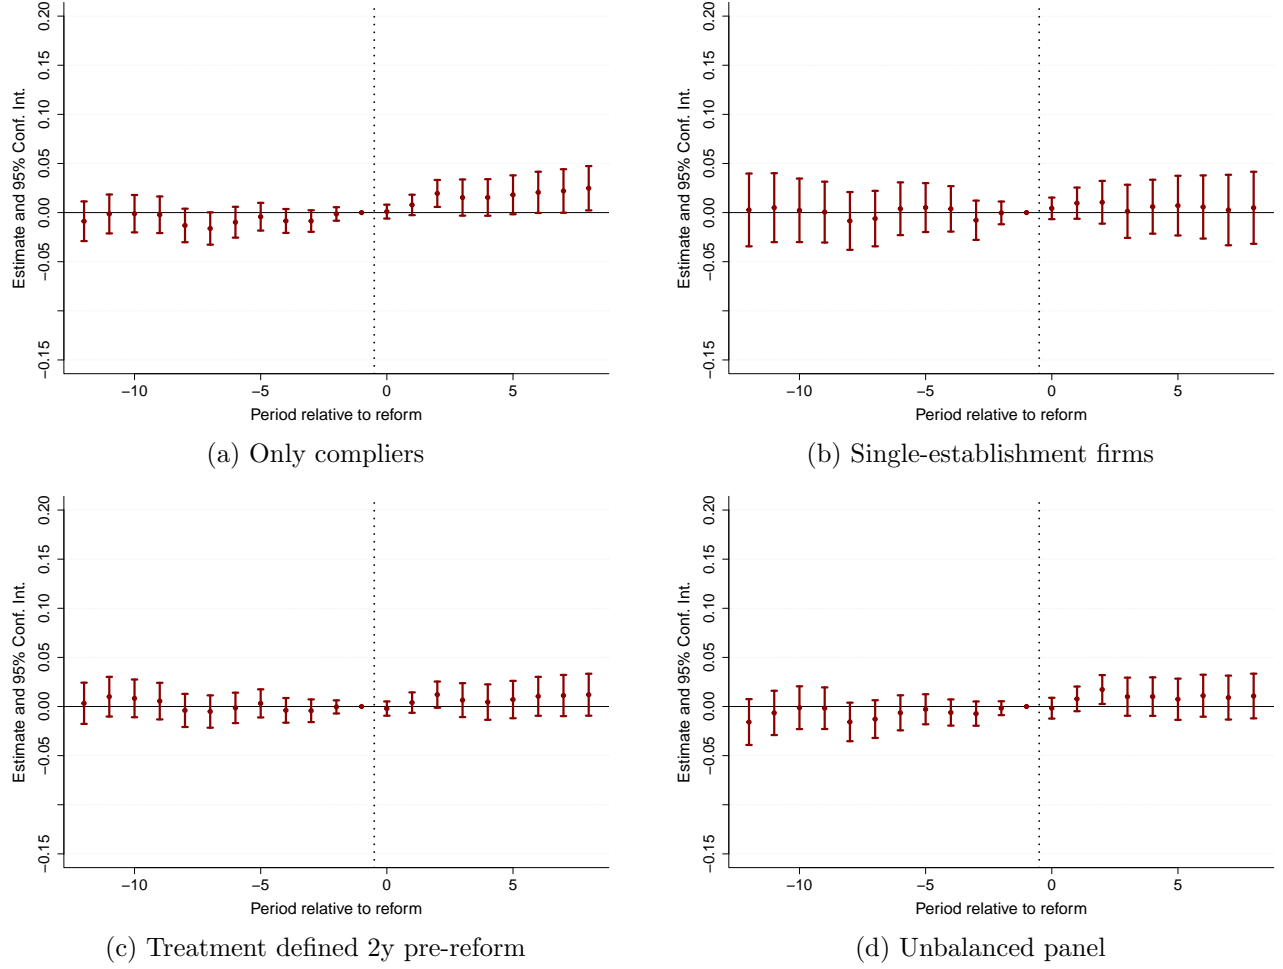 0.20
0.15
0.10
0.05
0.00
−0.05
−0.15
Estimate and 95% Conf. Int.
−10 −5 0 5
Period relative to reform
(a) Only compliers
0.20
0.15
0.10
0.05
0.00
−0.05
−0.15
Estimate and 95% Conf. Int.
−10 −5 0 5
Period relative to reform
(b) Single-establishment firms
0.20
0.15
0.10
0.05
0.00
−0.05
−0.15
Estimate and 95% Conf. Int.
−10 −5 0 5
Period relative to reform
(c) Treatment defined 2y pre-reform
0.20
0.15
0.10
0.05
0.00
−0.05
−0.15
Estimate and 95% Conf. Int.
−10 −5 0 5
Period relative to reform
(d) Unbalanced panel